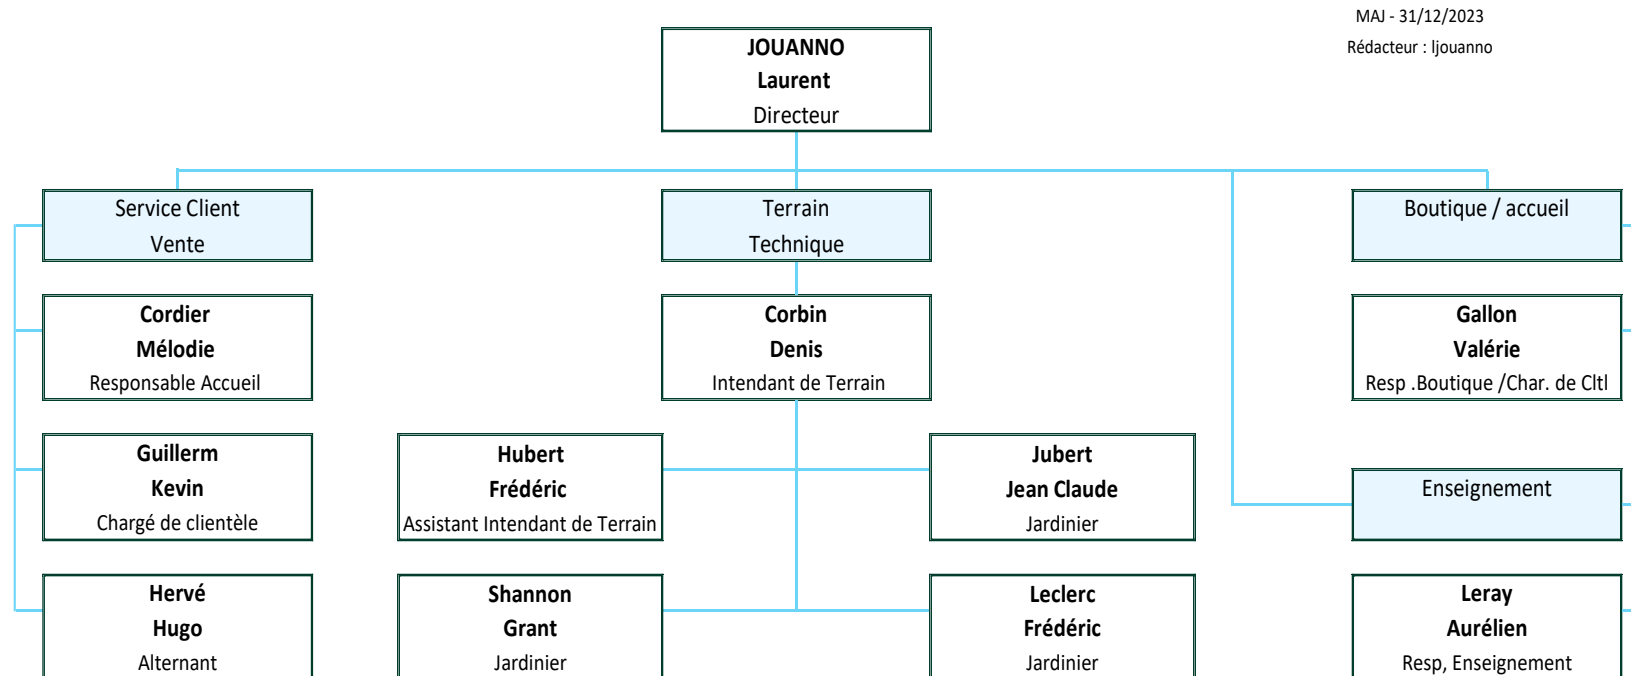 MAJ - 31/12/2023
Rédacteur : ljouanno
JOUANNO
Laurent
Directeur
Service Client
Vente
Terrain
Technique
Boutique / accueil
Cordier
Mélodie
Responsable Accueil
Corbin
Denis
Intendant de Terrain
Gallon
Valérie
Resp .Boutique /Char. de Cltl
Guillerm
Kevin
Chargé de clientèle
Hubert
Frédéric
Assistant Intendant de Terrain
Jubert
Jean Claude
Jardinier
Enseignement
Hervé
Hugo
Alternant
Shannon
Grant
Jardinier
Leclerc
Frédéric
Jardinier
Leray
Aurélien
Resp, Enseignement